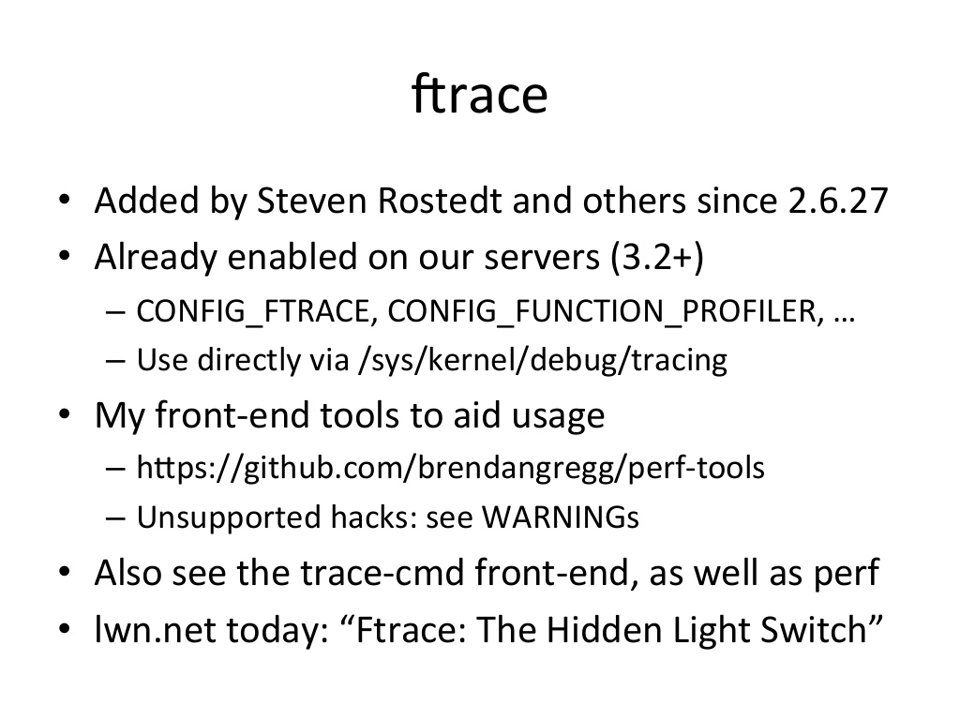 ftrace
• Added by Steven Rostedt and others since 2.6.27
• Already enabled on our servers (3.2+)
– CONFIG_FTRACE, CONFIG_FUNCTION_PROFILER, …
– Use directly via /sys/kernel/debug/tracing
• My front-end tools to aid usage
– https://github.com/brendangregg/perf-tools
– Unsupported hacks: see WARNINGs
• Also see the trace-cmd front-end, as well as perf
• lwn.net today: “Ftrace: The Hidden Light Switch”